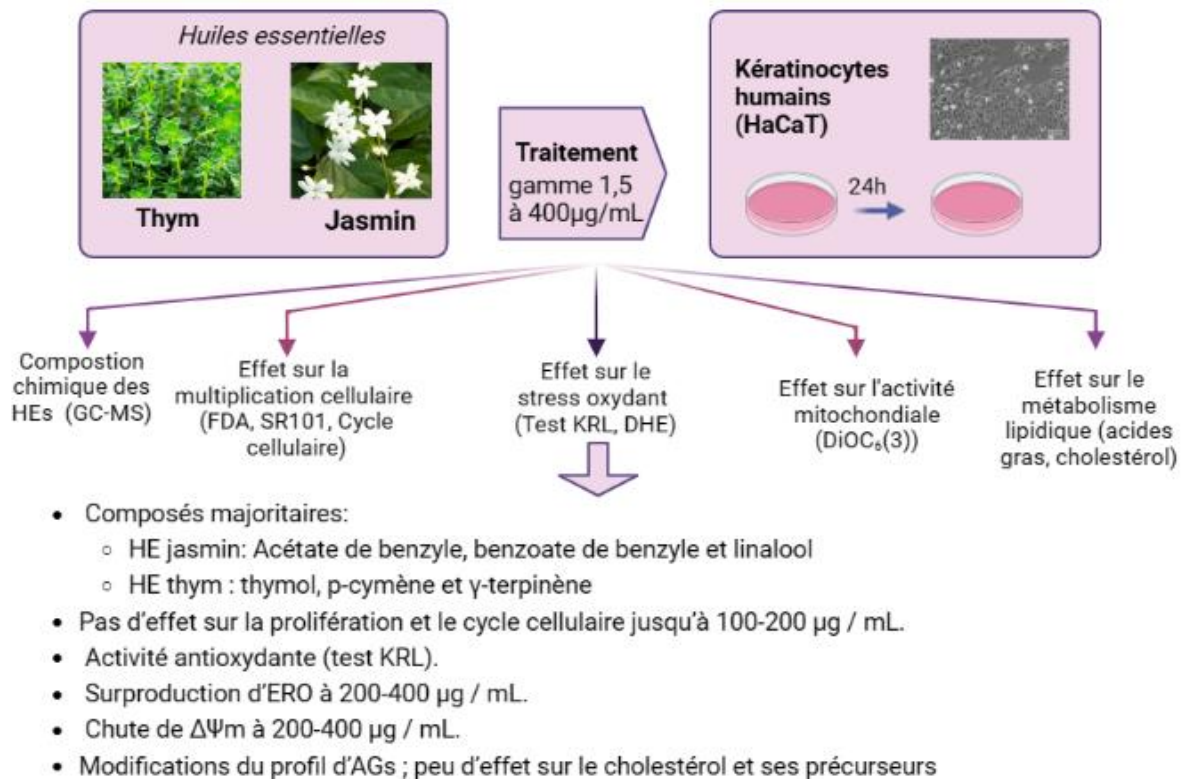 Huiles essentielles
Thym
Jasmin
Traitement
gamme 1,5
à 400µg/mL
Kératinocytes
humains
(HaCaT)
24h
Compostion
chimique des
HEs (GC-MS)
Effet sur la
multiplication cellulaire
(FDA, SR101, Cycle
cellulaire)
Effet sur le
stress oxydant
(Test KRL, DHE)
Effet sur l'activité
mitochondiale
(DiOC₆(3))
Effet sur le
métabolisme
lipidique (acides
gras, cholestérol)
• Composés majoritaires:
○ HE jasmin: Acétate de benzyle, benzoate de benzyle et linalool
○ HE thym : thymol, p-cymène et γ-terpinène
• Pas d'effet sur la prolifération et le cycle cellulaire jusqu'à 100-200 µg / mL.
• Activité antioxydante (test KRL).
• Surproduction d'ERO à 200-400 µg / mL.
• Chute de ΔΨm à 200-400 µg / mL.
• Modifications du profil d'AGs ; peu d'effet sur le cholestérol et ses précurseurs